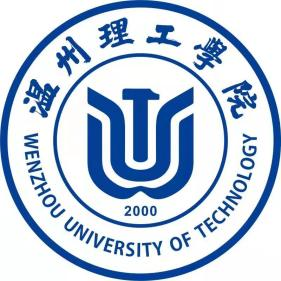 温州理工學院
2000
WENZHOU UNIVERSITY OF TECHNOLOGY